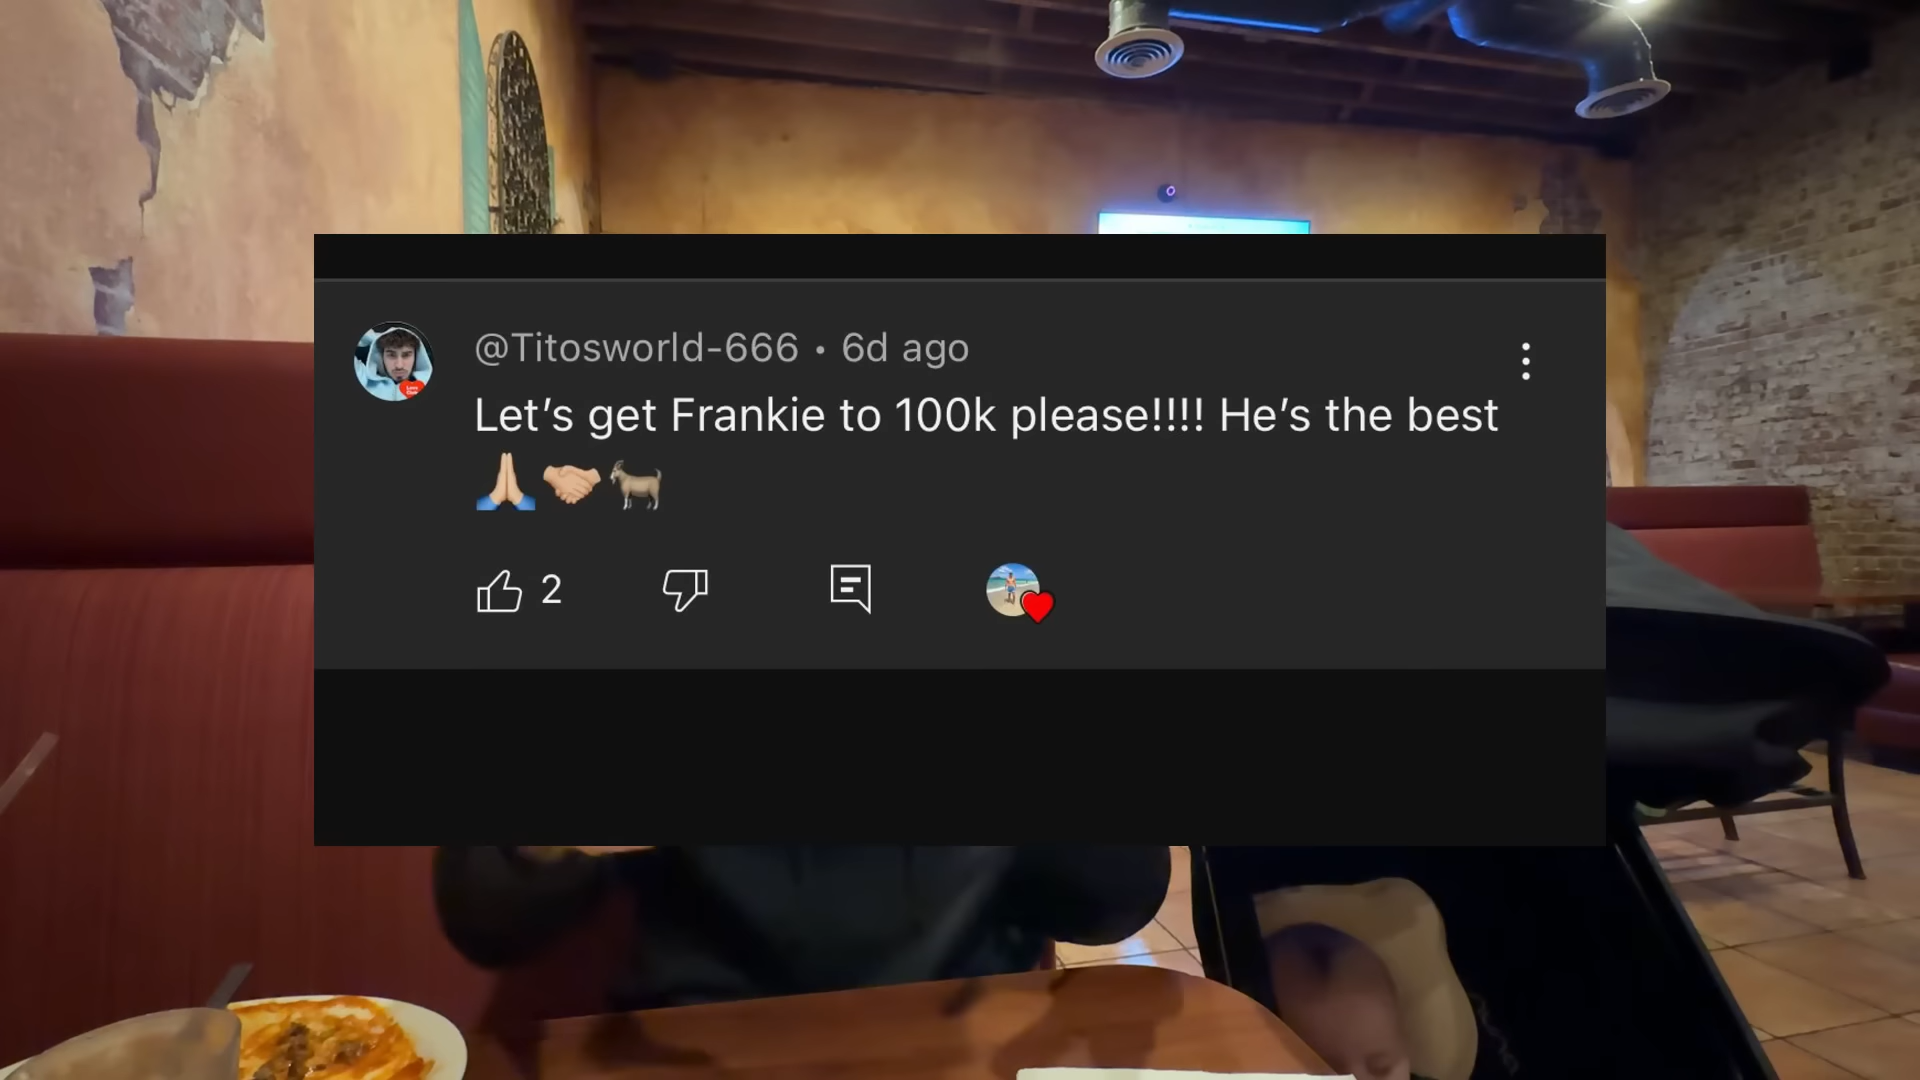 @Titosworld-666 • 6d ago
Let’s get Frankie to 100k please!!!! He’s the best
🙏🏻🤝🏻🐐
2